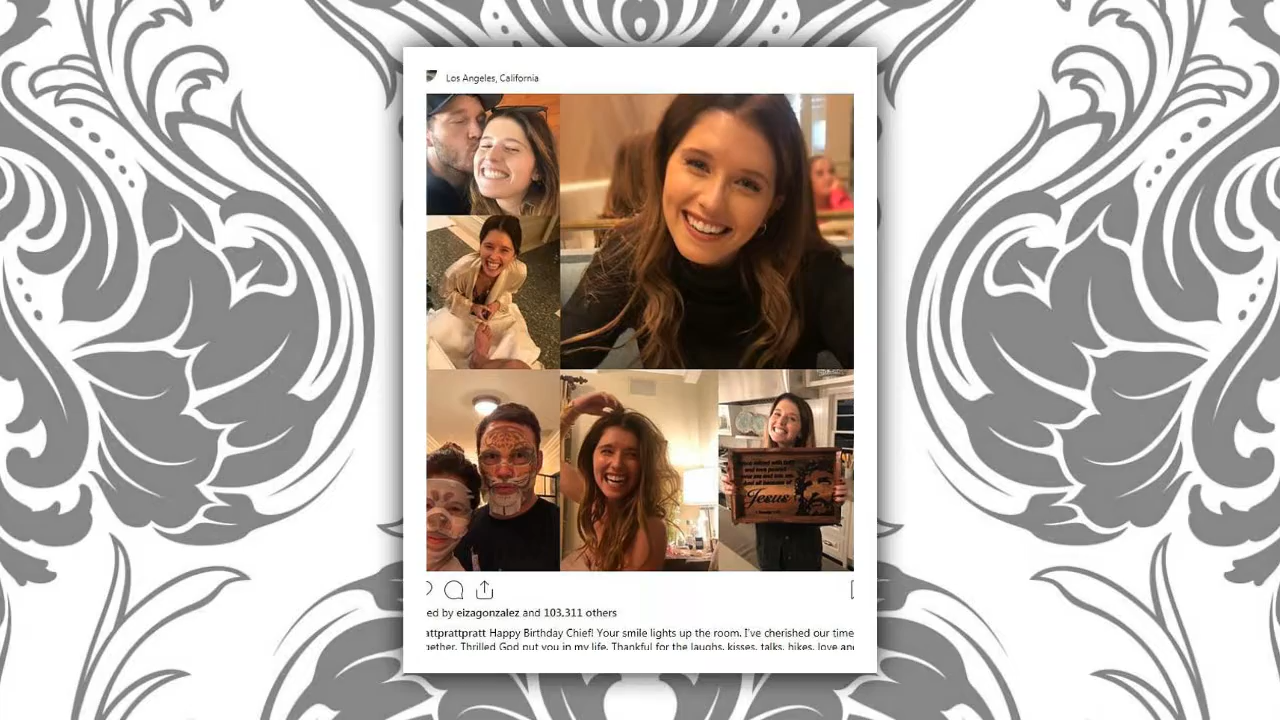 Los Angeles, California
Jesus
ed by eizagonzalez and 103,311 others
attprattpratt Happy Birthday Chief! Your smile lights up the room. I've cherished our time
gether. Thrilled God put you in my life. Thankful for the laughs, kisses, talks, hikes, love and